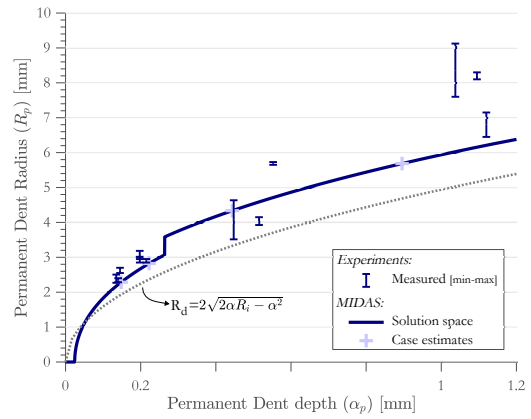 10
9
8
7
6
5
4
3
2
1
0
Permanent Dent Radius (Rₚ) [mm]
R_d=2√(2αRᵢ − α²)
Experiments:
Measured [min-max]
MIDAS:
Solution space
Case estimates
0 0.2 1 1.2
Permanent Dent depth (αₚ) [mm]